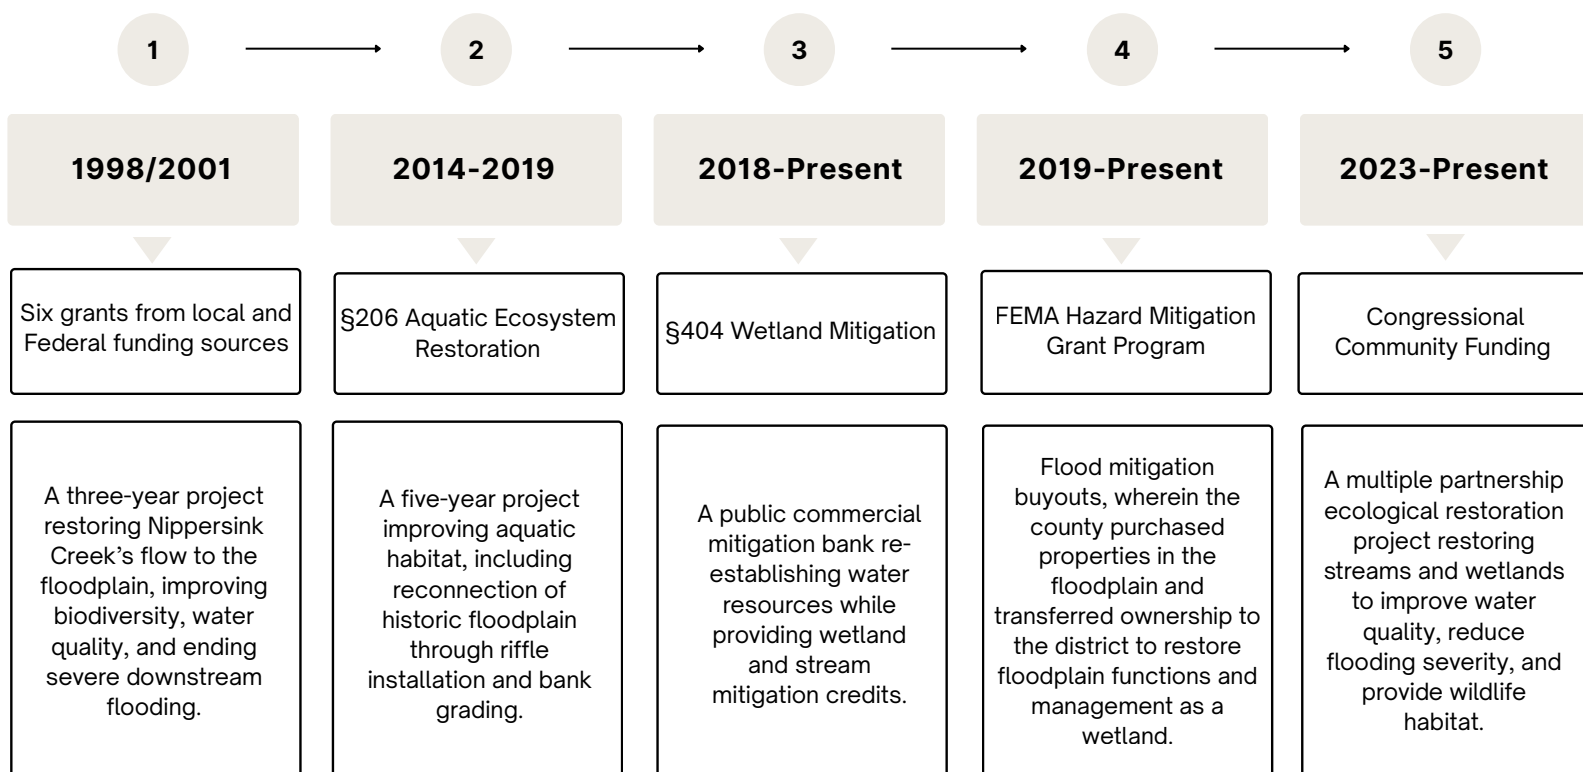 1
2
3
4
5
1998/2001
2014-2019
2018-Present
2019-Present
2023-Present
Six grants from local and
Federal funding sources
§206 Aquatic Ecosystem
Restoration
§404 Wetland Mitigation
FEMA Hazard Mitigation
Grant Program
Congressional
Community Funding
A three-year project
restoring Nippersink
Creek’s flow to the
floodplain, improving
biodiversity, water
quality, and ending
severe downstream
flooding.
A five-year project
improving aquatic
habitat, including
reconnection of
historic floodplain
through riffle
installation and bank
grading.
A public commercial
mitigation bank re-
establishing water
resources while
providing wetland
and stream
mitigation credits.
Flood mitigation
buyouts, wherein the
county purchased
properties in the
floodplain and
transferred ownership to
the district to restore
floodplain functions and
management as a
wetland.
A multiple partnership
ecological restoration
project restoring
streams and wetlands
to improve water
quality, reduce
flooding severity, and
provide wildlife
habitat.